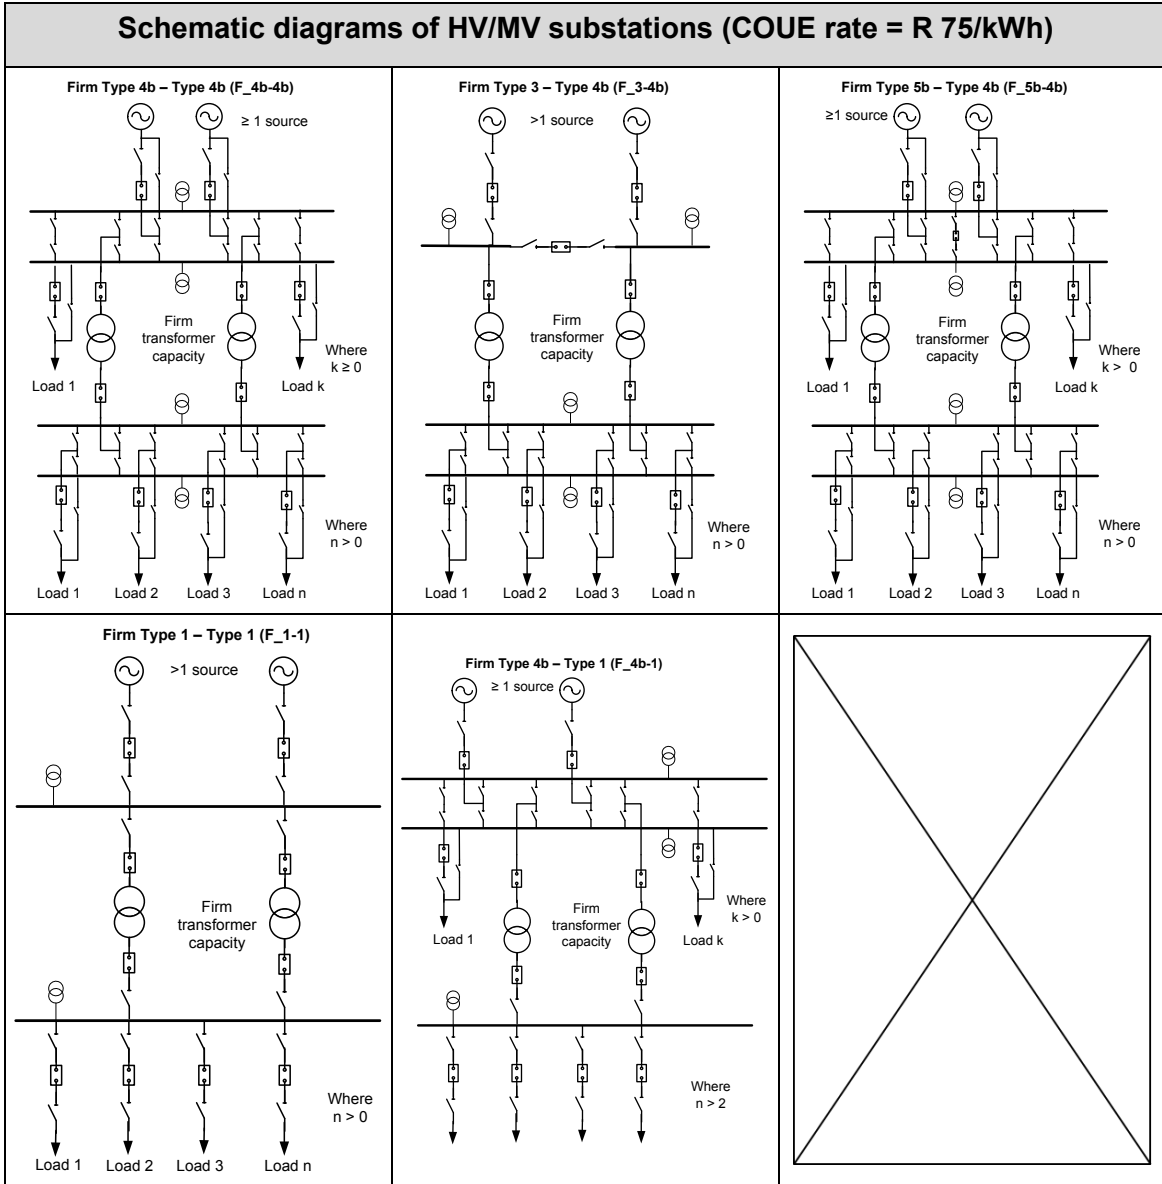 Schematic diagrams of HV/MV substations (COUE rate = R 75/kWh)
Firm Type 4b – Type 4b (F_4b-4b)
≥ 1 source
Firm
transformer
capacity
Where
k ≥ 0
Load 1
Load k
Where
n > 0
Load 1
Load 2
Load 3
Load n
Firm Type 3 – Type 4b (F_3-4b)
>1 source
Firm
transformer
capacity
Where
n > 0
Load 1
Load 2
Load 3
Load n
Firm Type 5b – Type 4b (F_5b-4b)
≥1 source
Firm
transformer
capacity
Where
k > 0
Load 1
Load k
Where
n > 0
Load 1
Load 2
Load 3
Load n
Firm Type 1 – Type 1 (F_1-1)
>1 source
Firm
transformer
capacity
Where
n > 0
Load 1
Load 2
Load 3
Load n
Firm Type 4b – Type 1 (F_4b-1)
≥ 1 source
Where
k > 0
Firm
transformer
capacity
Load 1
Load k
Where
n > 2